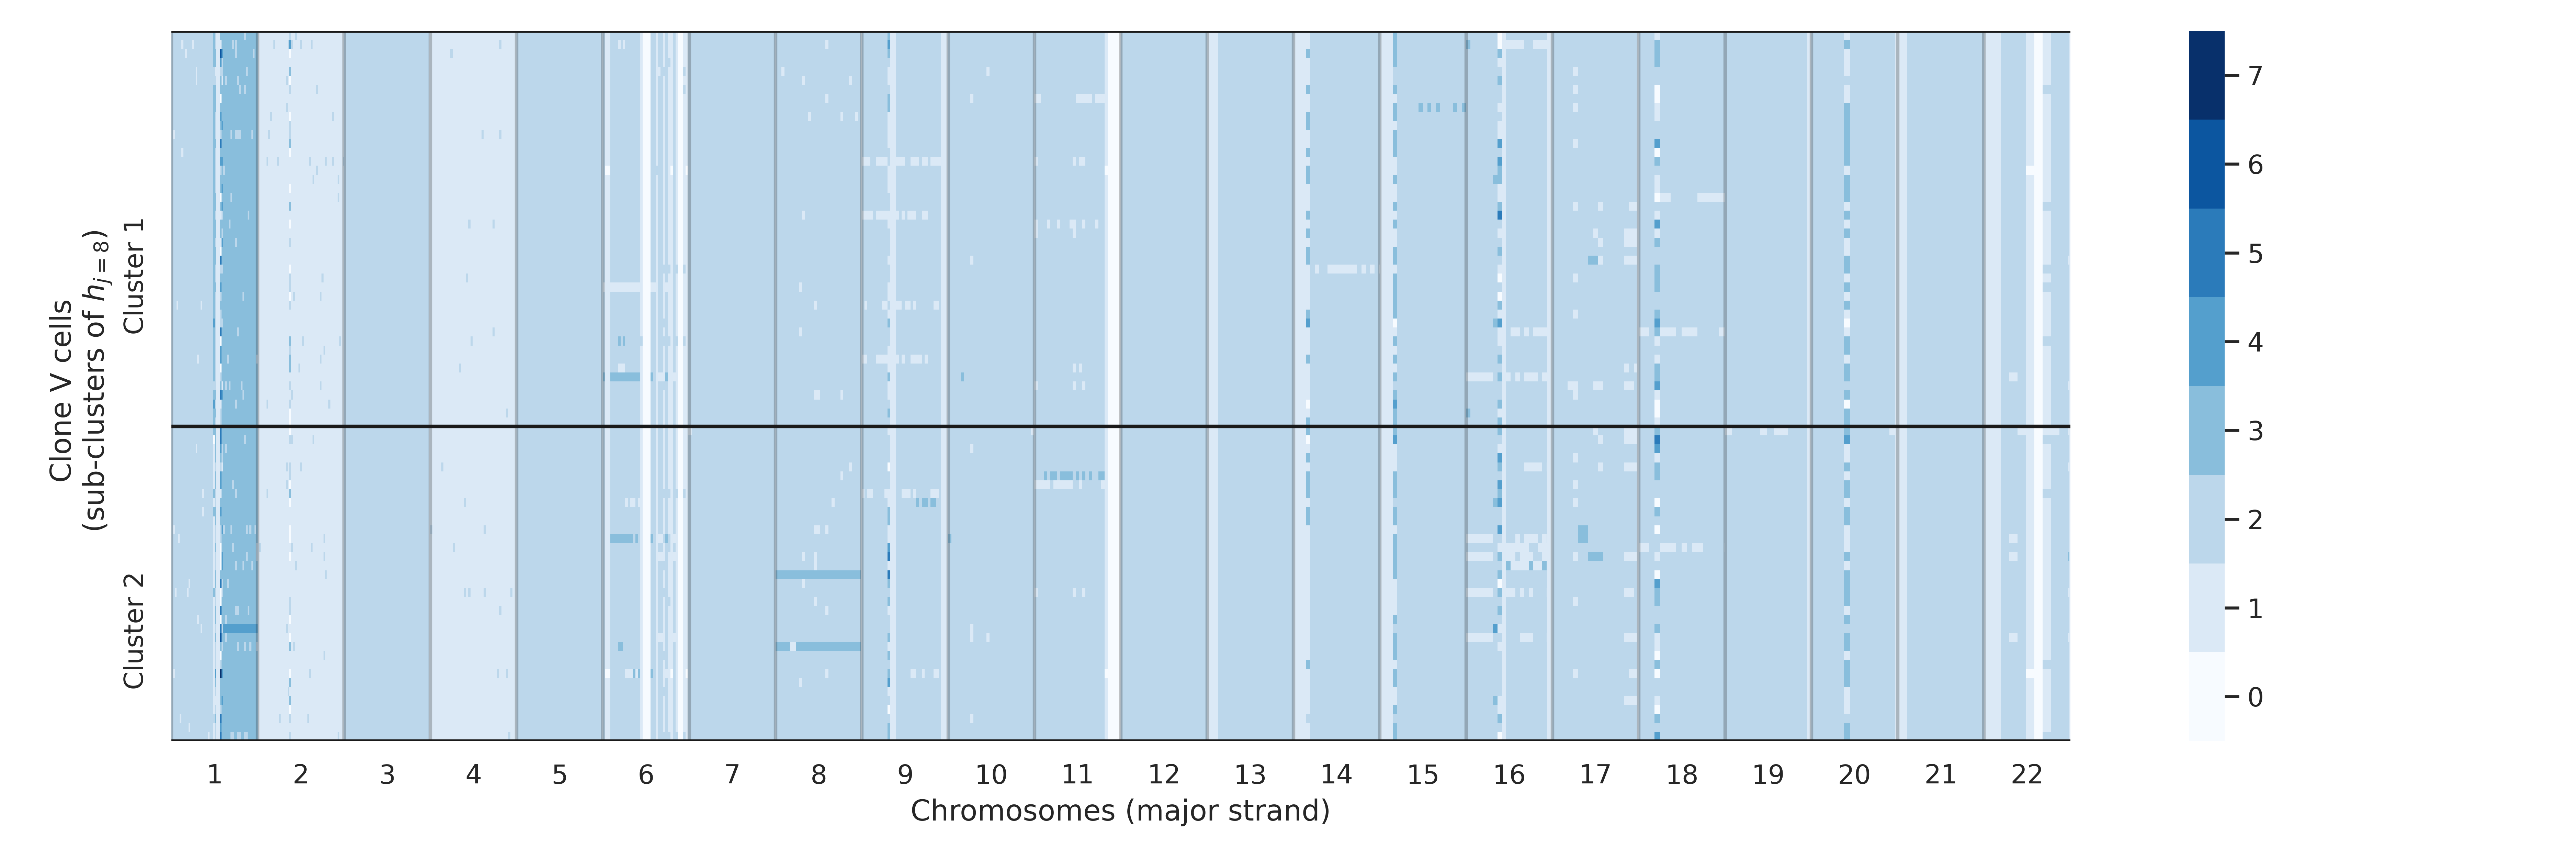 Clone V cells
(sub-clusters of h_{j=8})
Cluster 1
Cluster 2
1 2 3 4 5 6 7 8 9 10 11 12 13 14 15 16 17 18 19 20 21 22
Chromosomes (major strand)
7
6
5
4
3
2
1
0